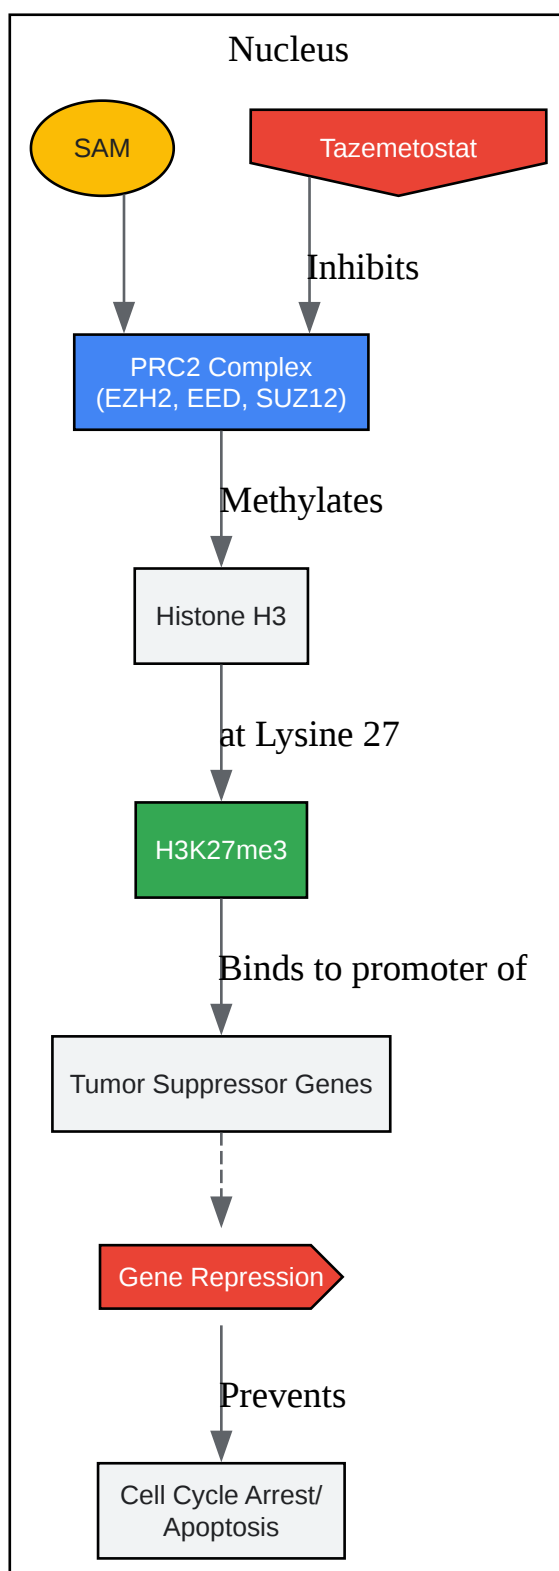 Nucleus
SAM
Tazemetostat
Inhibits
PRC2 Complex
(EZH2, EED, SUZ12)
Methylates
Histone H3
at Lysine 27
H3K27me3
Binds to promoter of
Tumor Suppressor Genes
Gene Repression
Prevents
Cell Cycle Arrest/
Apoptosis